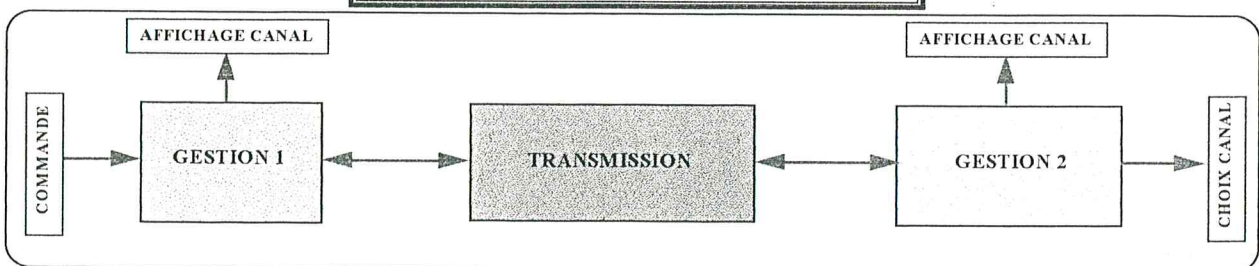 AFFICHAGE CANAL
AFFICHAGE CANAL
COMMANDE
GESTION 1
TRANSMISSION
GESTION 2
CHOIX CANAL